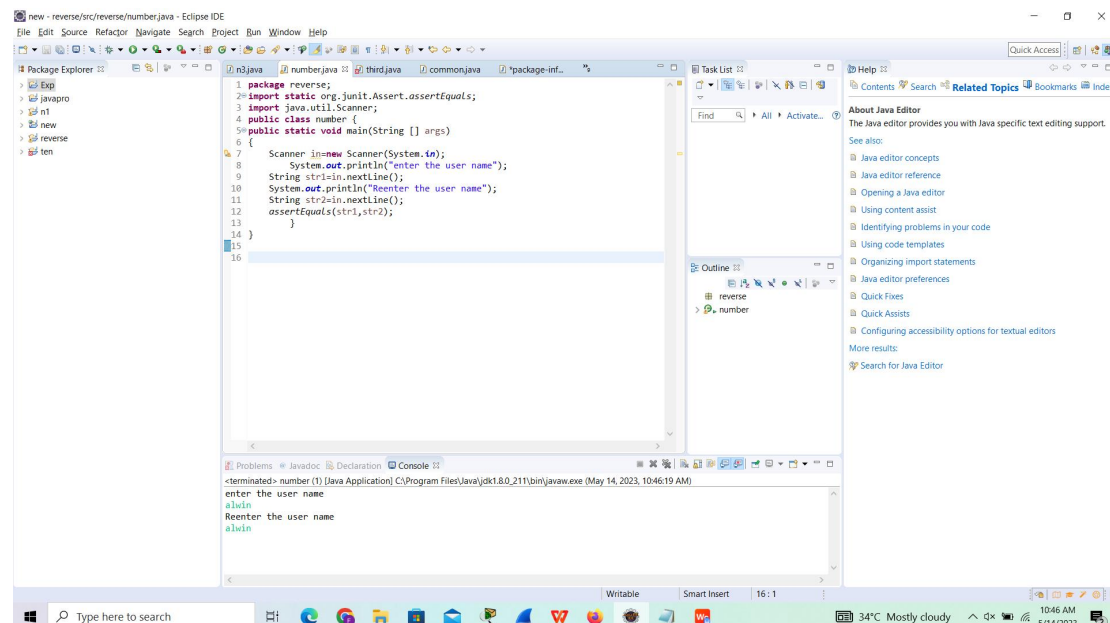 new - reverse/src/reverse/number.java - Eclipse IDE
File Edit Source Refactor Navigate Search Project Run Window Help
Quick Access
Package Explorer
Exp
javapro
n1
new
reverse
ten
n3.java number.java third.java common.java *package-inf...
1 package reverse;
2 import static org.junit.Assert.assertEquals;
3 import java.util.Scanner;
4 public class number {
5 public static void main(String [] args)
6 {
7 Scanner in=new Scanner(System.in);
8 System.out.println("enter the user name");
9 String str1=in.nextLine();
10 System.out.println("Reenter the user name");
11 String str2=in.nextLine();
12 assertEquals(str1,str2);
13 }
14 }
15
16
Task List
Find All Activate...
Outline
reverse
number
Help
Contents Search Related Topics Bookmarks Inde
About Java Editor
The Java editor provides you with Java specific text editing support.
See also:
Java editor concepts
Java editor reference
Opening a Java editor
Using content assist
Identifying problems in your code
Using code templates
Organizing import statements
Java editor preferences
Quick Fixes
Quick Assists
Configuring accessibility options for textual editors
More results:
Search for Java Editor
Problems Javadoc Declaration Console
<terminated> number (1) [Java Application] C:\Program Files\Java\jdk1.8.0_211\bin\javaw.exe (May 14, 2023, 10:46:19 AM)
enter the user name
alwin
Reenter the user name
alwin
Writable Smart Insert 16 : 1
Type here to search
34°C Mostly cloudy
10:46 AM
5/14/2023